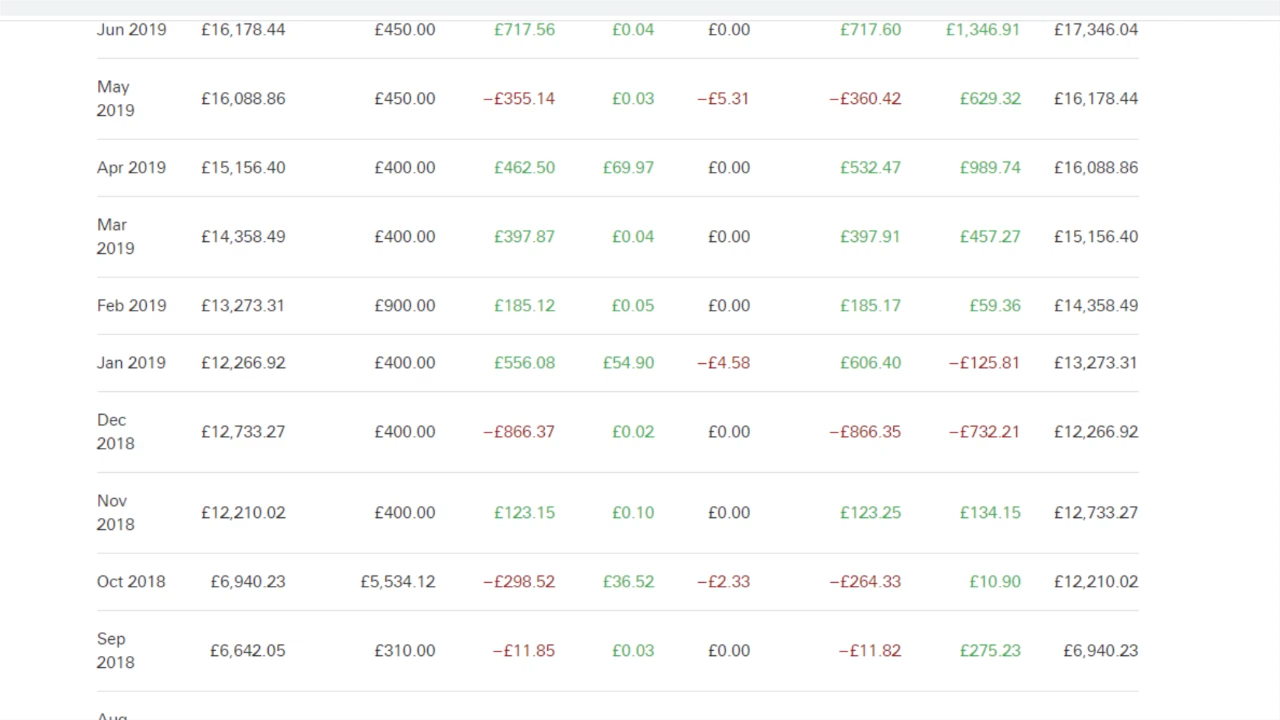 Jun 2019 £16,178.44 £450.00 £717.56 £0.04 £0.00 £717.60 £1,346.91 £17,346.04
May
2019 £16,088.86 £450.00 −£355.14 £0.03 −£5.31 −£360.42 £629.32 £16,178.44
Apr 2019 £15,156.40 £400.00 £462.50 £69.97 £0.00 £532.47 £989.74 £16,088.86
Mar
2019 £14,358.49 £400.00 £397.87 £0.04 £0.00 £397.91 £457.27 £15,156.40
Feb 2019 £13,273.31 £900.00 £185.12 £0.05 £0.00 £185.17 £59.36 £14,358.49
Jan 2019 £12,266.92 £400.00 £556.08 £54.90 −£4.58 £606.40 −£125.81 £13,273.31
Dec
2018 £12,733.27 £400.00 −£866.37 £0.02 £0.00 −£866.35 −£732.21 £12,266.92
Nov
2018 £12,210.02 £400.00 £123.15 £0.10 £0.00 £123.25 £134.15 £12,733.27
Oct 2018 £6,940.23 £5,534.12 −£298.52 £36.52 −£2.33 −£264.33 £10.90 £12,210.02
Sep
2018 £6,642.05 £310.00 −£11.85 £0.03 £0.00 −£11.82 £275.23 £6,940.23
Aug